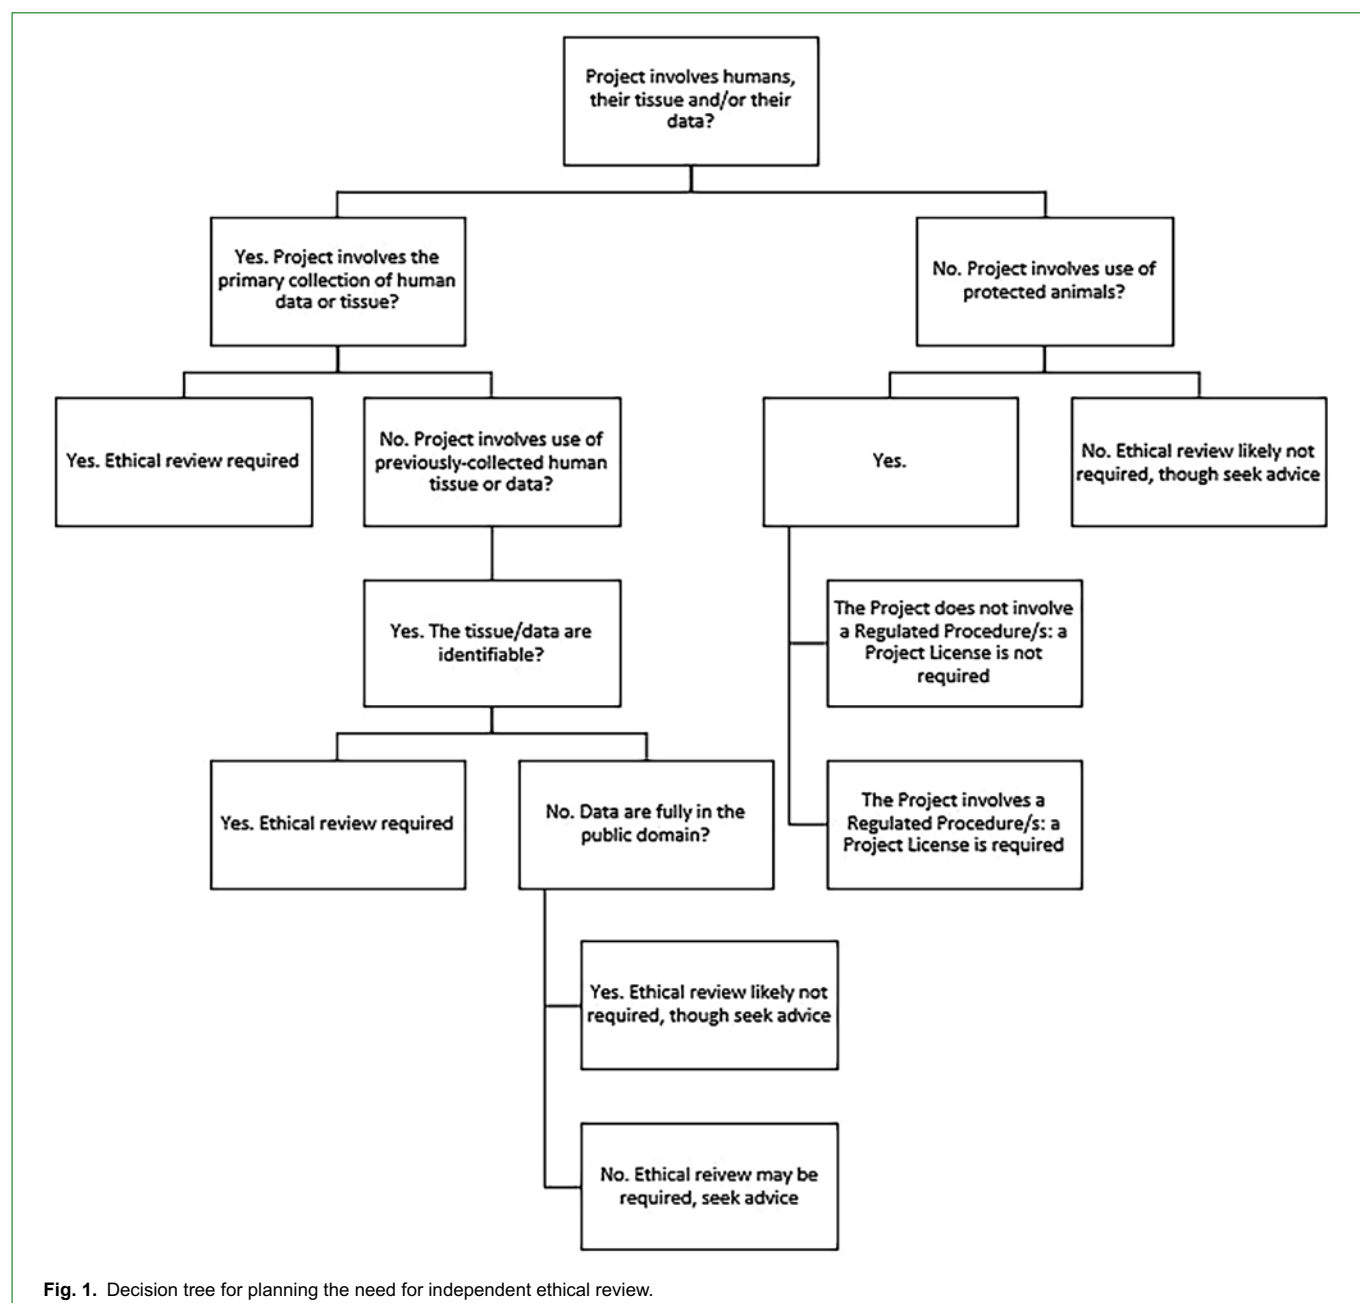 Project involves humans,
their tissue and/or their
data?
Yes. Project involves the
primary collection of human
data or tissue?
No. Project involves use of
protected animals?
Yes. Ethical review required
No. Project involves use of
previously-collected human
tissue or data?
Yes.
No. Ethical review likely not
required, though seek advice
Yes. The tissue/data are
identifiable?
The Project does not involve
a Regulated Procedure/s: a
Project License is not
required
Yes. Ethical review required
No. Data are fully in the
public domain?
The Project involves a
Regulated Procedure/s: a
Project License is required
Yes. Ethical review likely not
required, though seek advice
No. Ethical reivew may be
required, seek advice
Fig. 1. Decision tree for planning the need for independent ethical review.